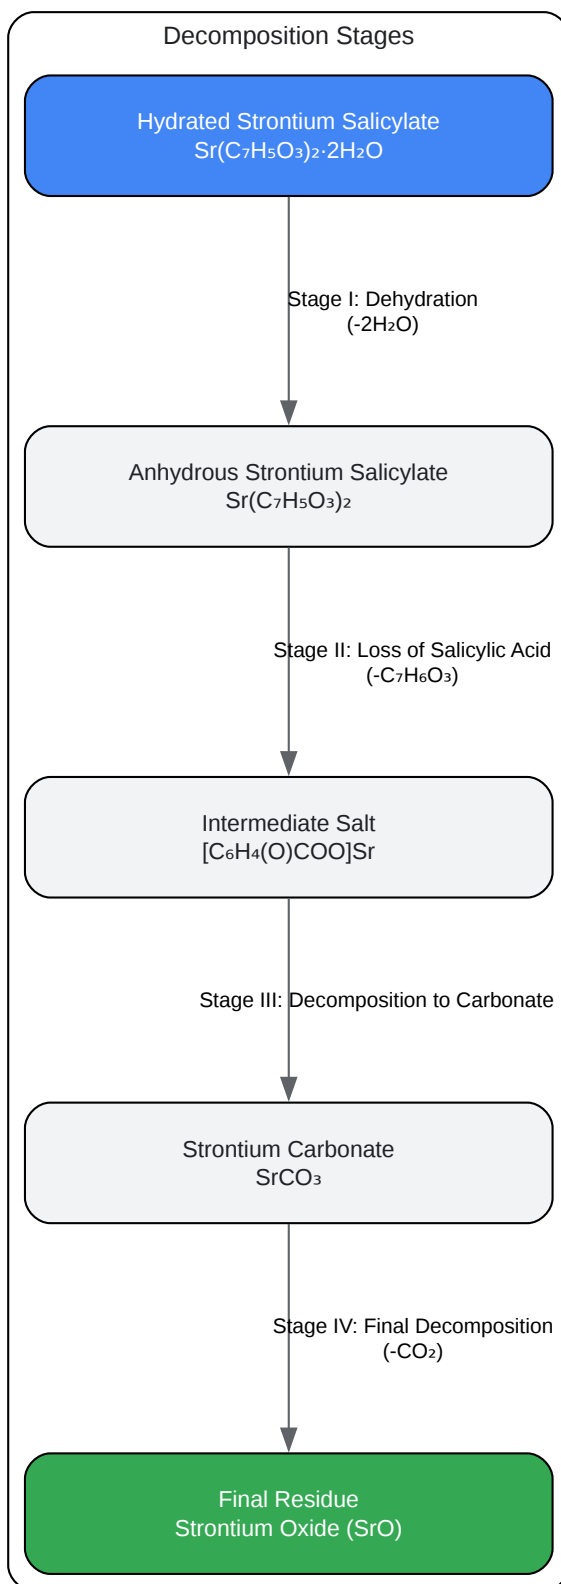 Decomposition Stages
Hydrated Strontium Salicylate
Sr(C₇H₅O₃)₂·2H₂O
Stage I: Dehydration
(-2H₂O)
Anhydrous Strontium Salicylate
Sr(C₇H₅O₃)₂
Stage II: Loss of Salicylic Acid
(-C₇H₆O₃)
Intermediate Salt
[C₆H₄(O)COO]Sr
Stage III: Decomposition to Carbonate
Strontium Carbonate
SrCO₃
Stage IV: Final Decomposition
(-CO₂)
Final Residue
Strontium Oxide (SrO)